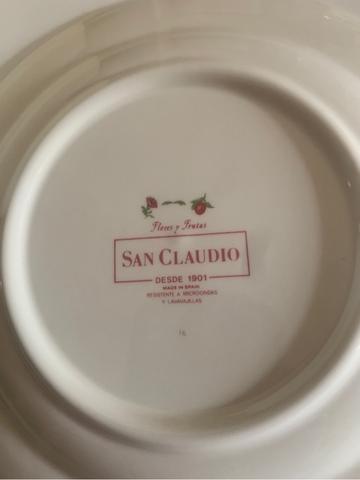 Flores y Frutas
SAN CLAUDIO
DESDE 1901
MADE IN SPAIN
RESISTENTE A MICROONDAS
Y LAVAVAJILLAS